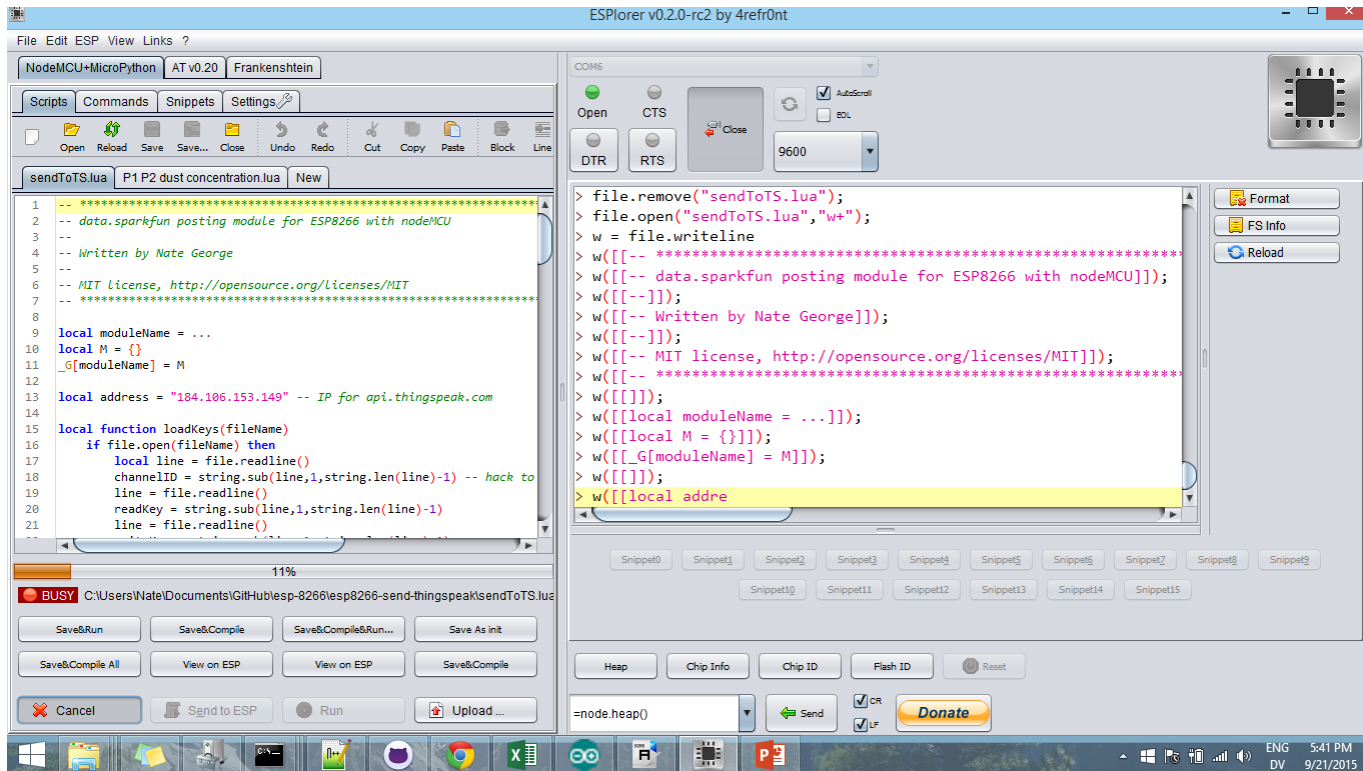 ESPlorer v0.2.0-rc2 by 4refr0nt
File Edit ESP View Links ?
NodeMCU+MicroPython AT v0.20 Frankenshtein
Scripts Commands Snippets Settings
Open Reload Save Save... Close Undo Redo Cut Copy Paste Block Line
sendToTS.lua P1 P2 dust concentration.lua New
1 -- ****************************************************************
2 -- data.sparkfun posting module for ESP8266 with nodeMCU
3 --
4 -- Written by Nate George
5 --
6 -- MIT license, http://opensource.org/licenses/MIT
7 -- ****************************************************************
8
9 local moduleName = ...
10 local M = {}
11 _G[moduleName] = M
12
13 local address = "184.106.153.149" -- IP for api.thingspeak.com
14
15 local function loadKeys(fileName)
16 if file.open(fileName) then
17 local line = file.readline()
18 channelID = string.sub(line,1,string.len(line)-1) -- hack to
19 line = file.readline()
20 readKey = string.sub(line,1,string.len(line)-1)
21 line = file.readline()
11%
BUSY C:\Users\Nate\Documents\GitHub\esp-8266\esp8266-send-thingspeak\sendToTS.lua
Save&Run Save&Compile Save&Compile&Run... Save As init
Save&Compile All View on ESP View on ESP Save&Compile
Cancel Send to ESP Run Upload ...
COM6
Open CTS Close AutoScroll
EOL
DTR RTS 9600
> file.remove("sendToTS.lua");
> file.open("sendToTS.lua","w+");
> w = file.writeline
> w([[-- **********************************************************
> w([[-- data.sparkfun posting module for ESP8266 with nodeMCU]]);
> w([[--]]);
> w([[-- Written by Nate George]]);
> w([[--]]);
> w([[-- MIT license, http://opensource.org/licenses/MIT]]);
> w([[-- **********************************************************
> w([[]]);
> w([[local moduleName = ...]]);
> w([[local M = {}]]);
> w([[_G[moduleName] = M]]);
> w([[]]);
> w([[local addre
Format
FS Info
Reload
Snippet0 Snippet1 Snippet2 Snippet3 Snippet4 Snippet5 Snippet6 Snippet7 Snippet8 Snippet9
Snippet10 Snippet11 Snippet12 Snippet13 Snippet14 Snippet15
Heap Chip Info Chip ID Flash ID Reset
=node.heap() Send CR
LF
Donate
ENG 5:41 PM
DV 9/21/2015